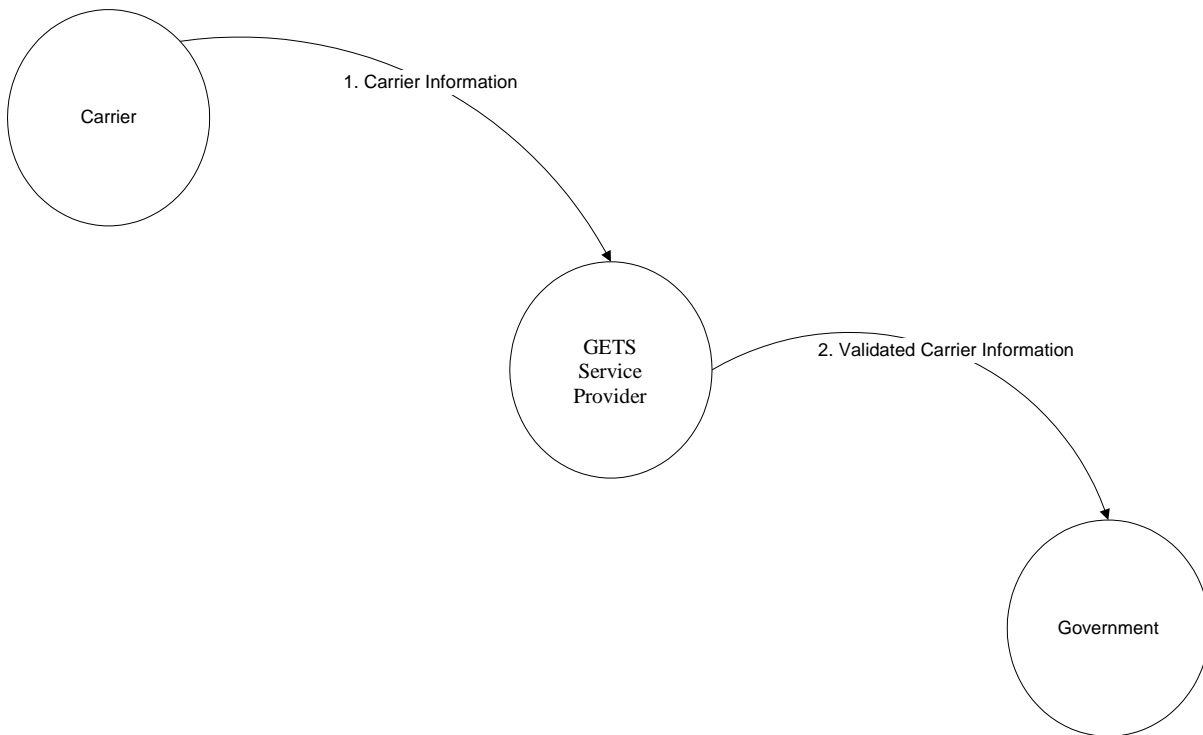 1. Carrier Information
Carrier
GETS
Service
Provider
2. Validated Carrier Information
Government